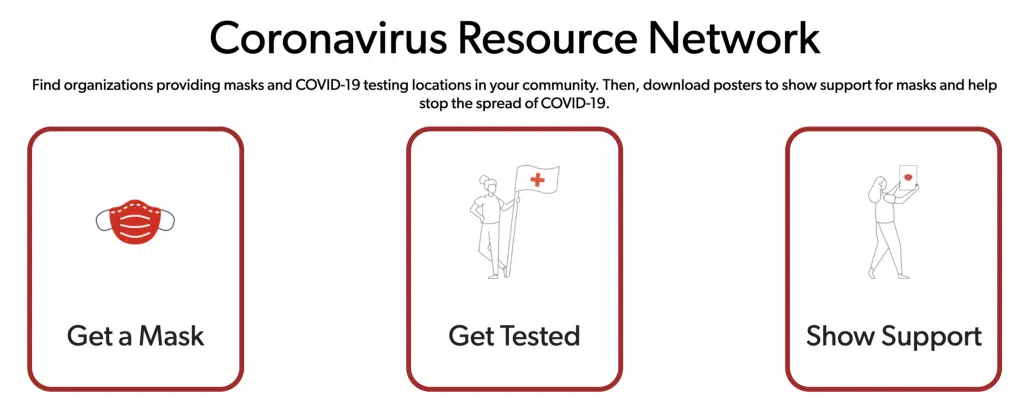 Coronavirus Resource Network
Find organizations providing masks and COVID-19 testing locations in your community. Then, download posters to show support for masks and help
stop the spread of COVID-19.
Get a Mask
Get Tested
Show Support